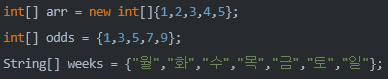 int[] arr = new int[]{1,2,3,4,5};
int[] odds = {1,3,5,7,9};
String[] weeks = {"월","화","수","목","금","토","일"};